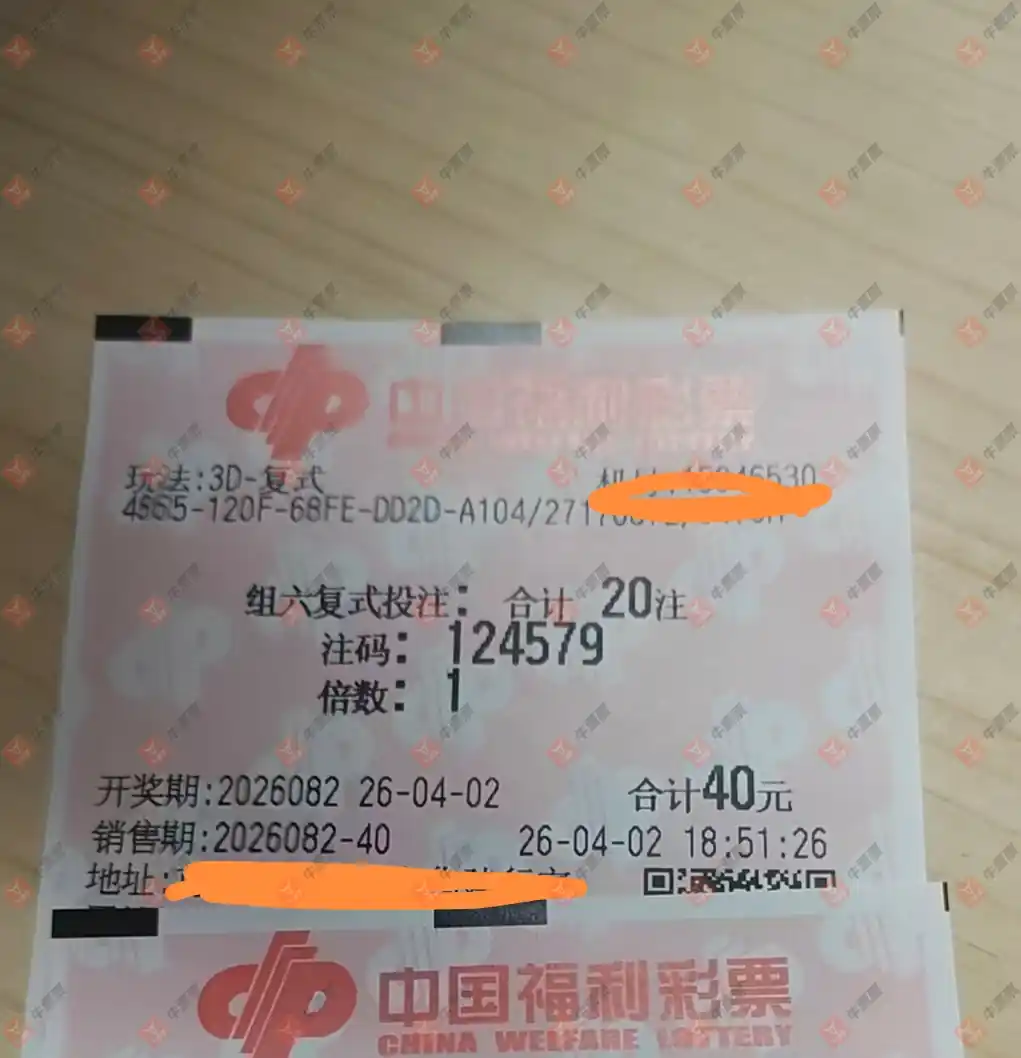 中国福利彩票
玩法:3D-复式
4865-120F-68FE-DD2D-A104/271
组六复式投注: 合计 20注
注码: 124579
倍数: 1
开奖期:2026082 26-04-02 合计40元
销售期:2026082-40 26-04-02 18:51:26
地址:
中国福利彩票
CHINA WELFARE LOTTERY